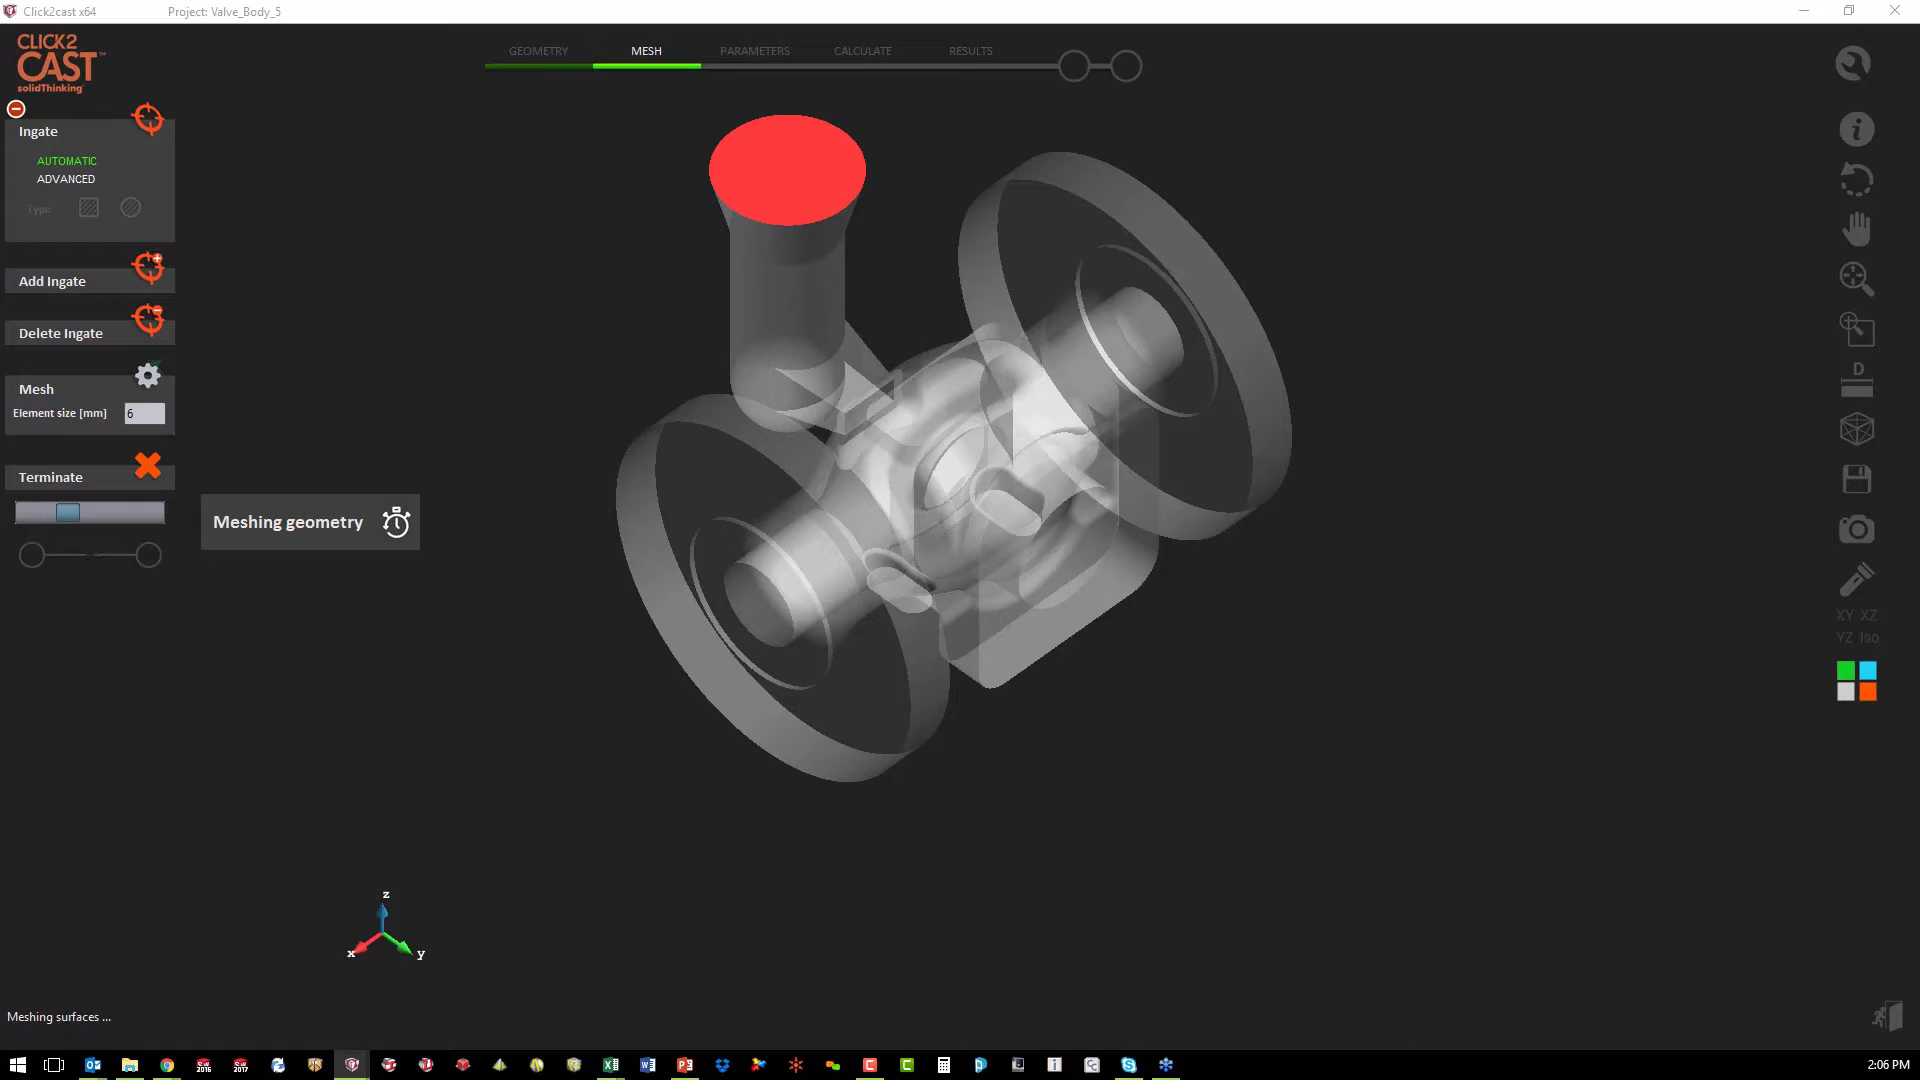 Click2cast x64
Project: Valve_Body_5
CLICK2
CAST™
solidThinking
GEOMETRY
MESH
PARAMETERS
CALCULATE
RESULTS
Ingate
AUTOMATIC
ADVANCED
Type
Add Ingate
Delete Ingate
Mesh
Element size [mm]
6
Terminate
Meshing geometry
D
XY XZ
YZ Iso
z
x
y
Meshing surfaces ...
2:06 PM